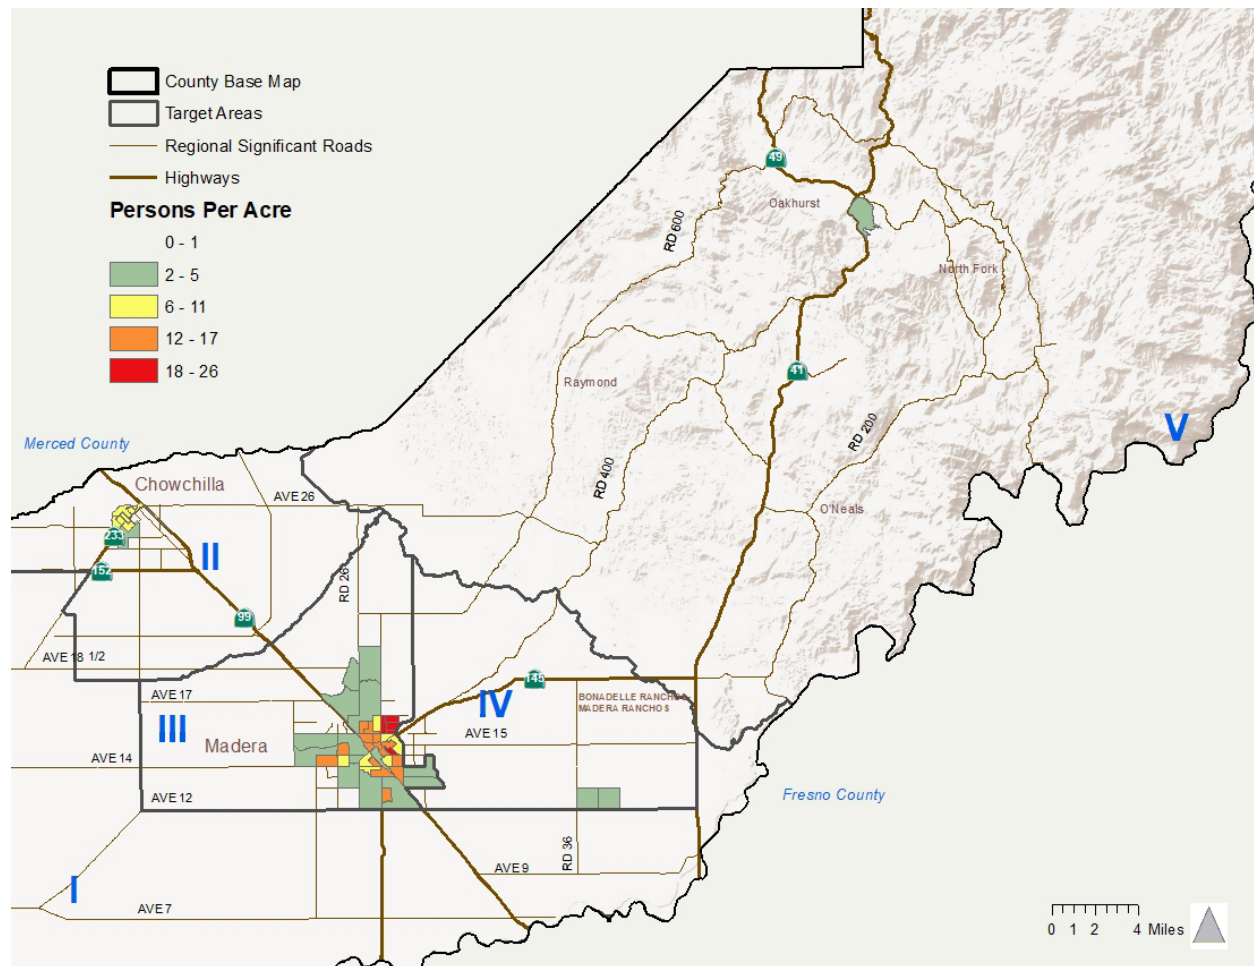 County Base Map
Target Areas
Regional Significant Roads
Highways
Persons Per Acre
0 - 1
2 - 5
6 - 11
12 - 17
18 - 26
49
Oakhurst
RD 600
North Fork
41
Raymond
RD 200
V
Merced County
RD 400
Chowchilla
AVE 26
O'Neals
233
II
152
RD 26
99
AVE 18 1/2
145
AVE 17
IV
BONADELLE RANCHOS
MADERA RANCHOS
III
Madera
AVE 15
AVE 14
AVE 12
Fresno County
RD 36
AVE 9
I
AVE 7
0 1 2 4 Miles